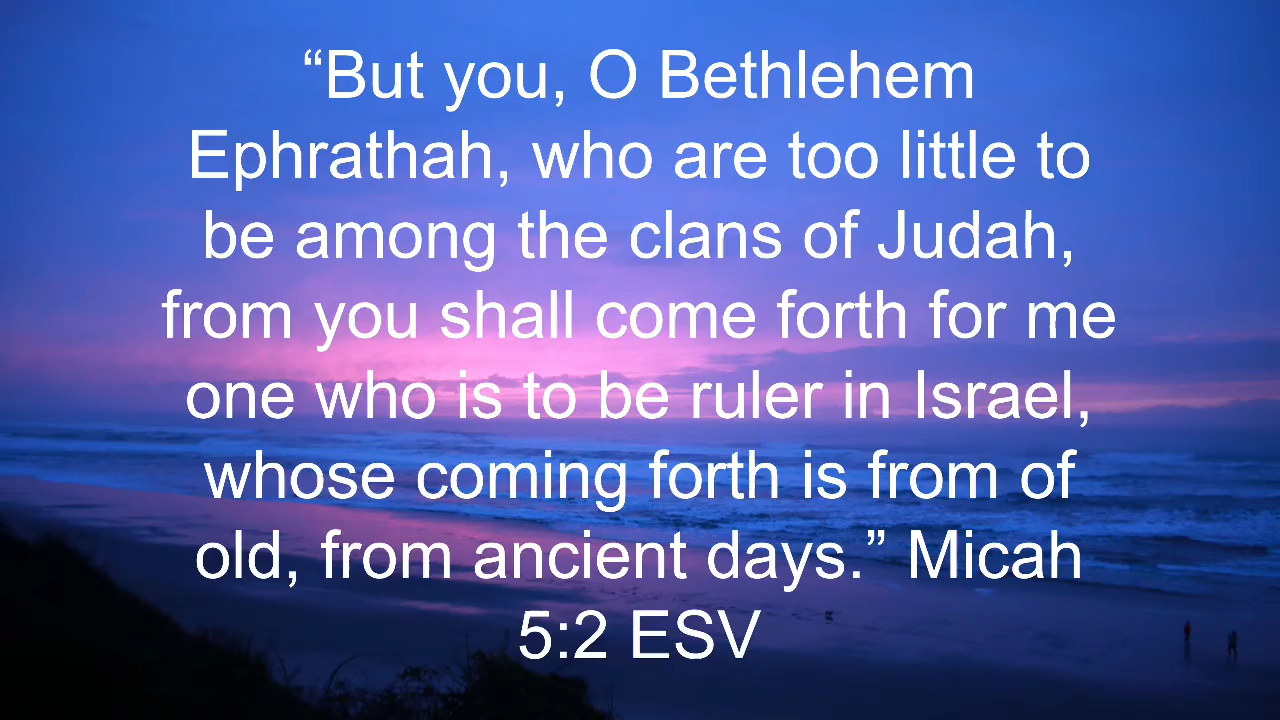 “But you, O Bethlehem
Ephrathah, who are too little to
be among the clans of Judah,
from you shall come forth for me
one who is to be ruler in Israel,
whose coming forth is from of
old, from ancient days.” Micah
5:2 ESV